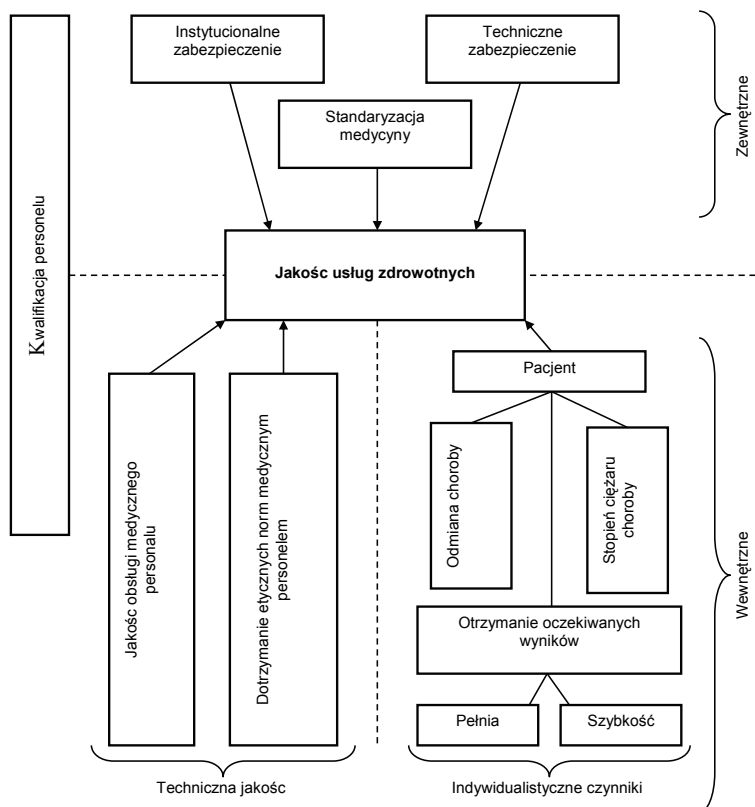 Instytucionalne
zabezpieczenie
Techniczne
zabezpieczenie
Standaryzacja
medycyny
Zewnętrzne
Kwalifikacja personelu
Jakośc usług zdrowotnych
Pacjent
Jakośc obsługi medycznego
personalu
Dotrzymanie etycznych norm medycznym
personelem
Odmiana choroby
Stopień ciężaru
choroby
Wewnętrzne
Otrzymanie oczekiwanych
wyników
Pełnia
Szybkość
Techniczna jakośc
Indywidualistyczne czynniki